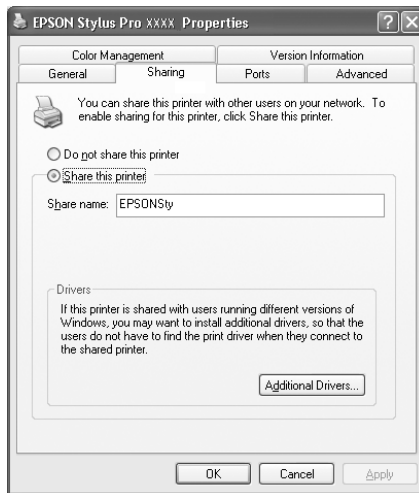 EPSON Stylus Pro XXXX Properties
Color Management
Version Information
General
Sharing
Ports
Advanced
You can share this printer with other users on your network. To
enable sharing for this printer, click Share this printer.
Do not share this printer
Share this printer
Share name: EPSONSty
Drivers
If this printer is shared with users running different versions of
Windows, you may want to install additional drivers, so that the
users do not have to find the print driver when they connect to
the shared printer.
Additional Drivers...
OK
Cancel
Apply